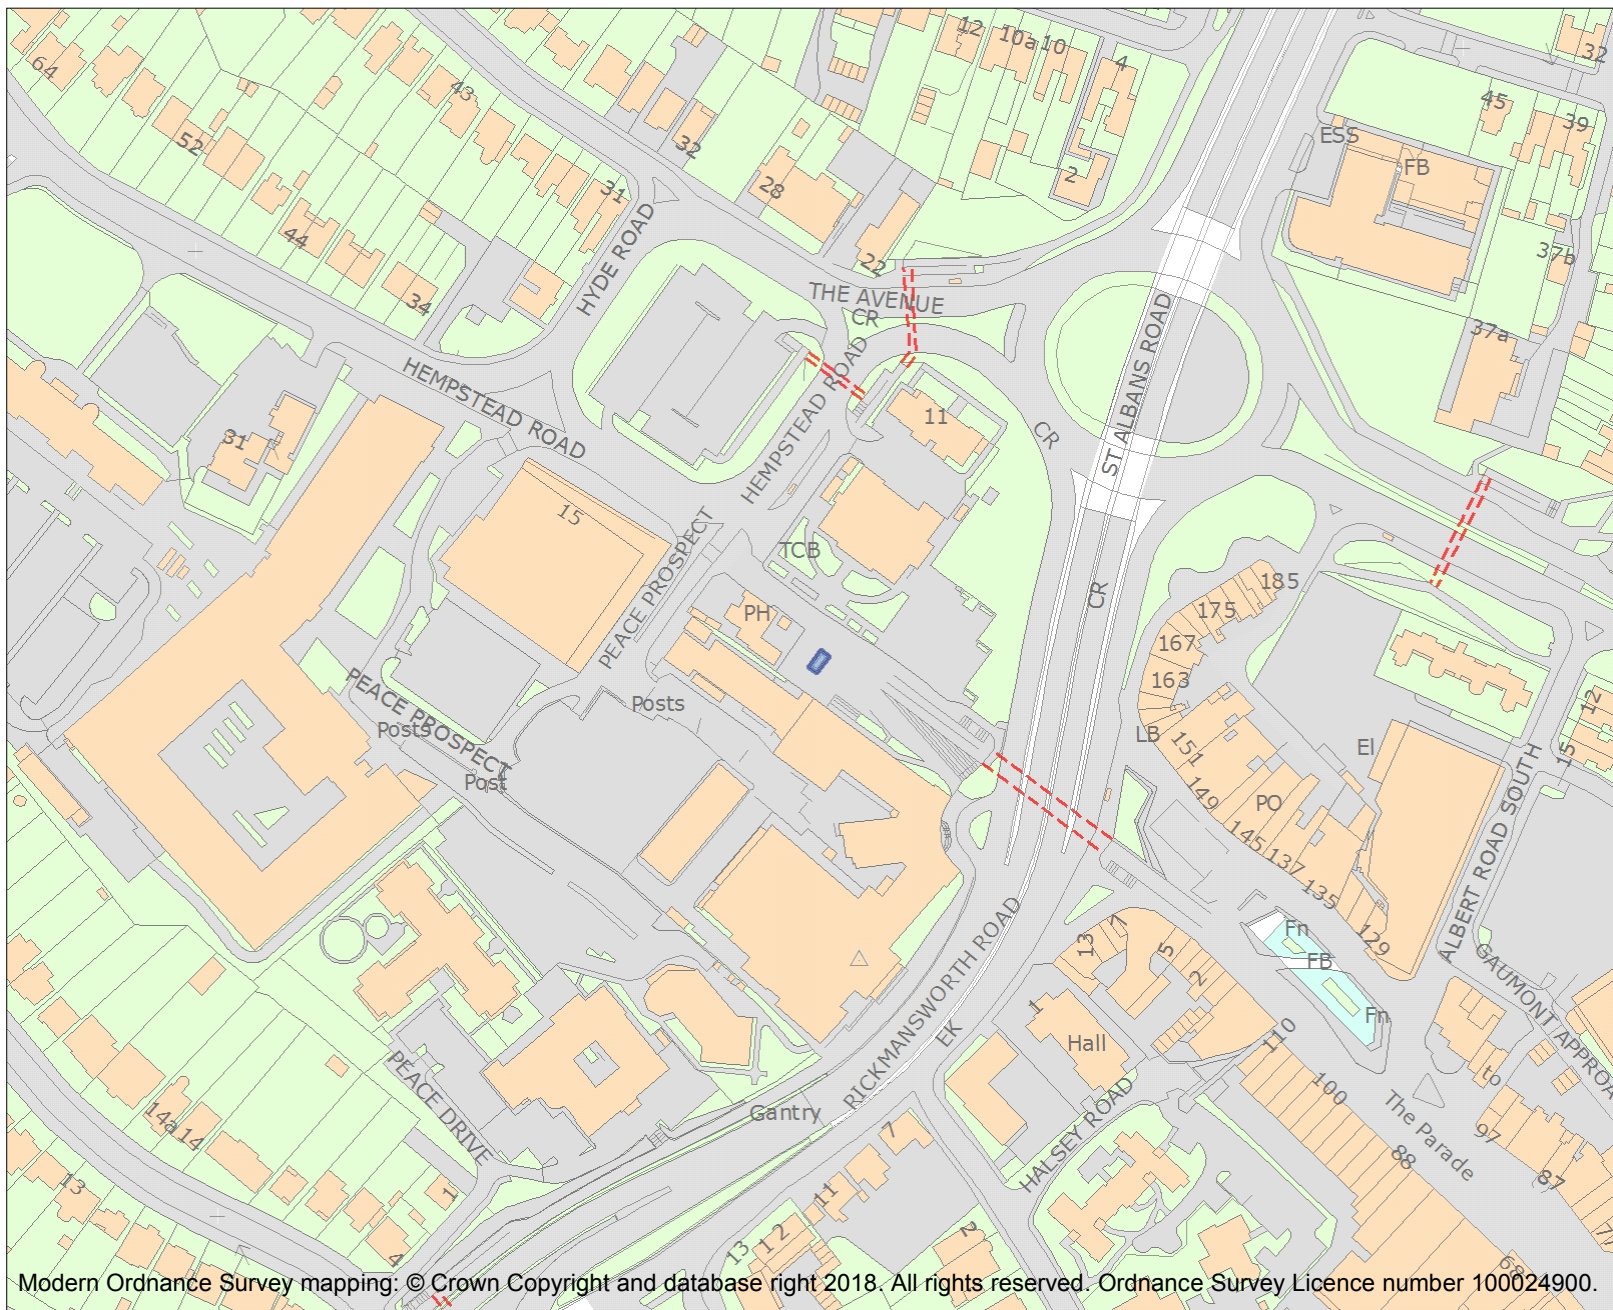 12
10a
10
4
32
64
43
45
39
ESS
FB
52
32
31
28
2
HYDE ROAD
44
22
37b
34
THE AVENUE
CR
ST ALBANS ROAD
37a
HEMPSTEAD ROAD
HEMPSTEAD ROAD
11
CR
31
15
PEACE PROSPECT
TCB
185
CR
175
PH
167
163
PEACE PROSPECT
Posts
Posts
12
LB
151
El
15
Post
149
PO
145
137
135
129
ALBERT ROAD SOUTH
RICKMANSWORTH ROAD
7
13
5
2
Fn
FB
Fn
GAUMONT APPROA
1
EK
Hall
110
to
PEACE DRIVE
100
The Parade
97
14a
14
Gantry
7
HALSEY ROAD
88
87
13
1
11
2
4
13
1
2
68
77
Modern Ordnance Survey mapping: © Crown Copyright and database right 2018. All rights reserved. Ordnance Survey Licence number 100024900.